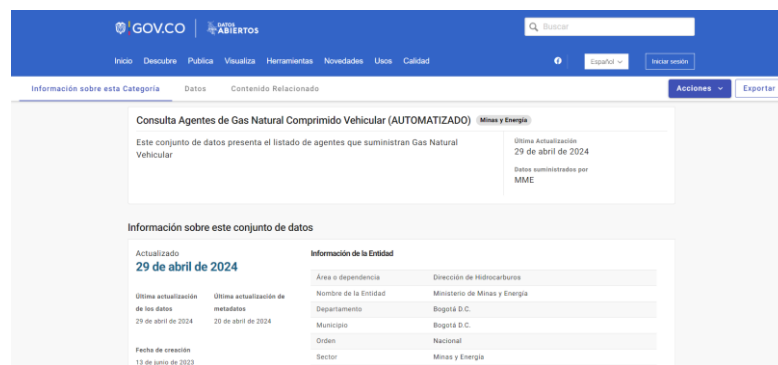 GOV.CO
DATOS
ABIERTOS
Buscar
Inicio Descubre Publica Visualiza Herramientas Novedades Usos Calidad
Español
Iniciar sesión
Información sobre esta Categoría Datos Contenido Relacionado
Acciones
Exportar
Consulta Agentes de Gas Natural Comprimido Vehicular (AUTOMATIZADO) Minas y Energía
Este conjunto de datos presenta el listado de agentes que suministran Gas Natural
Vehicular
Última Actualización
29 de abril de 2024
Datos suministrados por
MME
Información sobre este conjunto de datos
Actualizado
29 de abril de 2024
Última actualización
de los datos
29 de abril de 2024
Última actualización de
metadatos
20 de abril de 2024
Fecha de creación
13 de junio de 2023
Información de la Entidad
Área o dependencia Dirección de Hidrocarburos
Nombre de la Entidad Ministerio de Minas y Energía
Departamento Bogotá D.C.
Municipio Bogotá D.C.
Orden Nacional
Sector Minas y Energía